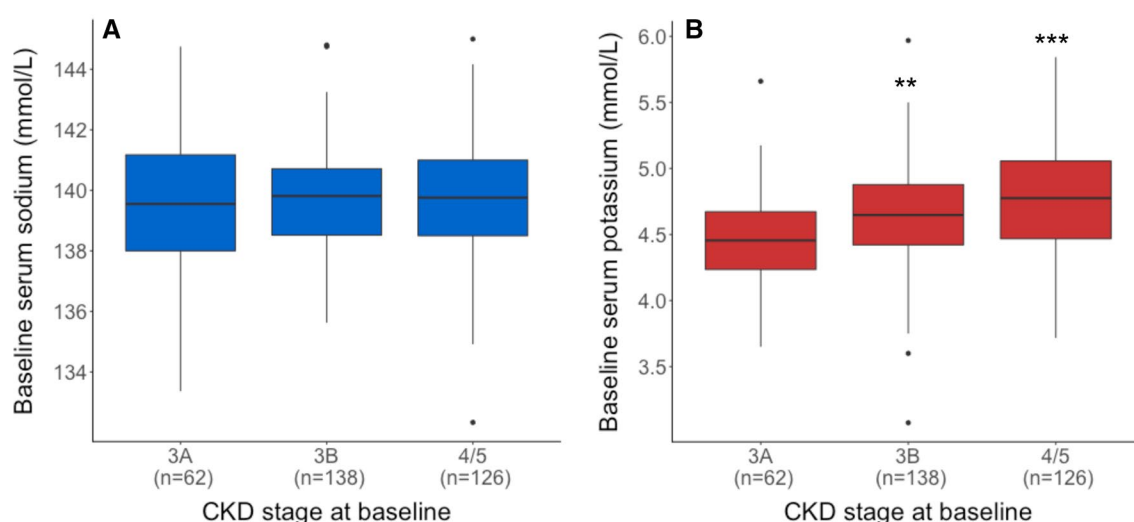 A
Baseline serum sodium (mmol/L)
144
142
140
138
136
134
3A
(n=62)
3B
(n=138)
4/5
(n=126)
CKD stage at baseline
B
Baseline serum potassium (mmol/L)
6.0
5.5
5.0
4.5
4.0
3.5
**
***
3A
(n=62)
3B
(n=138)
4/5
(n=126)
CKD stage at baseline